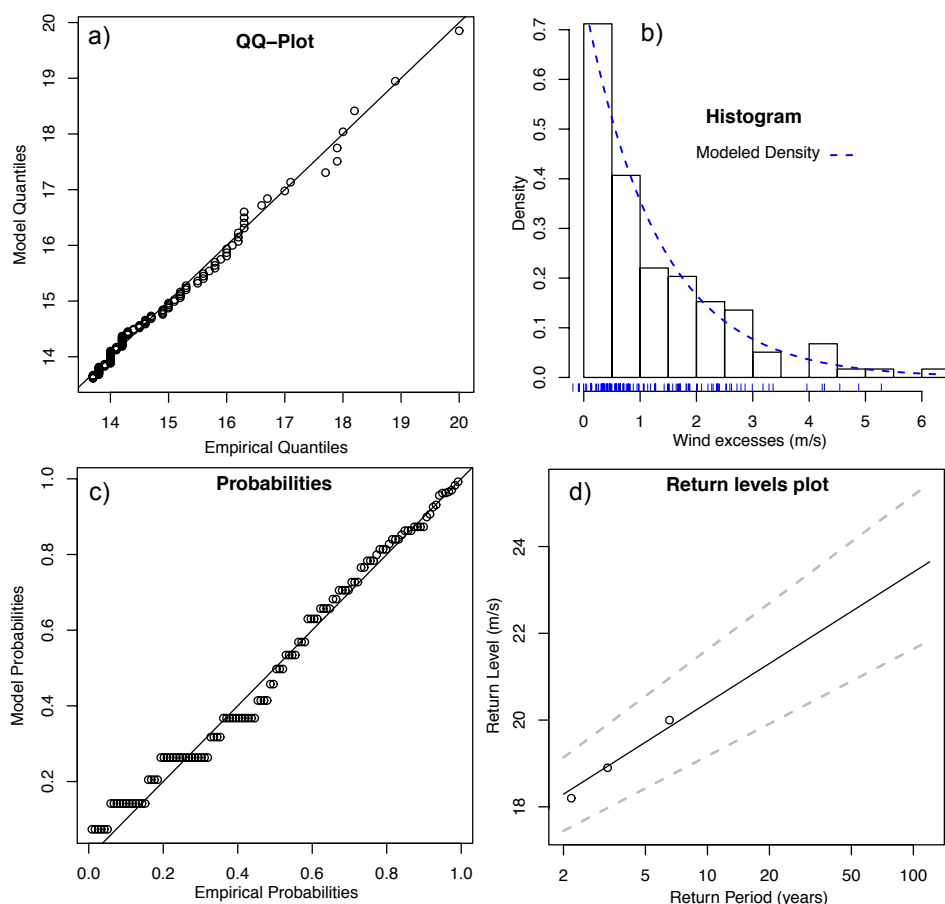 a)
QQ–Plot
Model Quantiles
14 15 16 17 18 19 20
14 15 16 17 18 19 20
Empirical Quantiles
b)
Histogram
Modeled Density
Density
0.0 0.1 0.2 0.3 0.4 0.5 0.6 0.7
0 1 2 3 4 5 6
Wind excesses (m/s)
c)
Probabilities
Model Probabilities
0.2 0.4 0.6 0.8 1.0
0.0 0.2 0.4 0.6 0.8 1.0
Empirical Probabilities
d)
Return levels plot
Return Level (m/s)
18 20 22 24
2 5 10 20 50 100
Return Period (years)